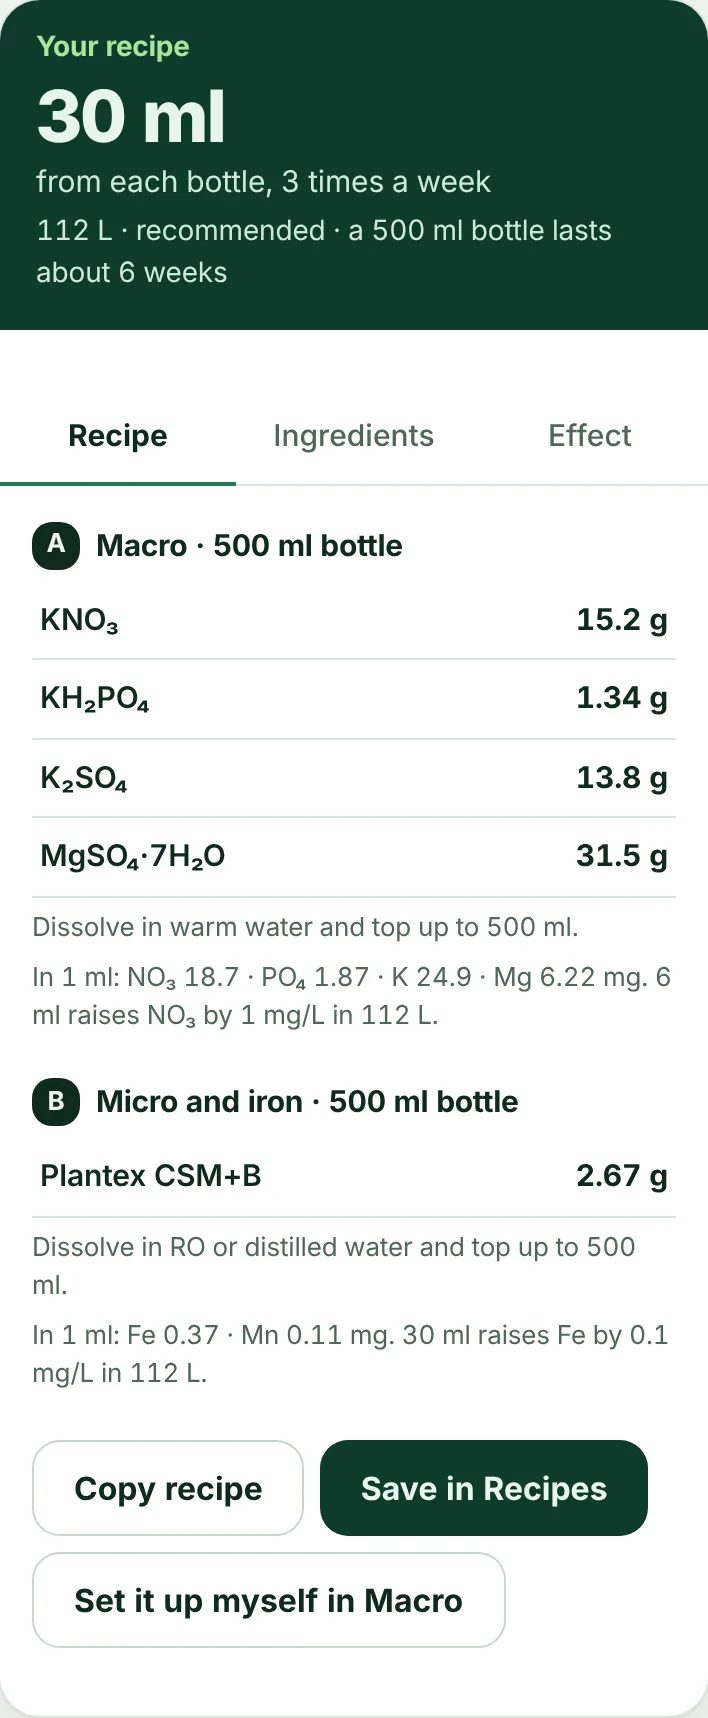 Your recipe
30 ml
from each bottle, 3 times a week
112 L · recommended · a 500 ml bottle lasts
about 6 weeks
Recipe Ingredients Effect
A Macro · 500 ml bottle
KNO₃ 15.2 g
KH₂PO₄ 1.34 g
K₂SO₄ 13.8 g
MgSO₄·7H₂O 31.5 g
Dissolve in warm water and top up to 500 ml.
In 1 ml: NO₃ 18.7 · PO₄ 1.87 · K 24.9 · Mg 6.22 mg. 6
ml raises NO₃ by 1 mg/L in 112 L.
B Micro and iron · 500 ml bottle
Plantex CSM+B 2.67 g
Dissolve in RO or distilled water and top up to 500
ml.
In 1 ml: Fe 0.37 · Mn 0.11 mg. 30 ml raises Fe by 0.1
mg/L in 112 L.
Copy recipe Save in Recipes
Set it up myself in Macro